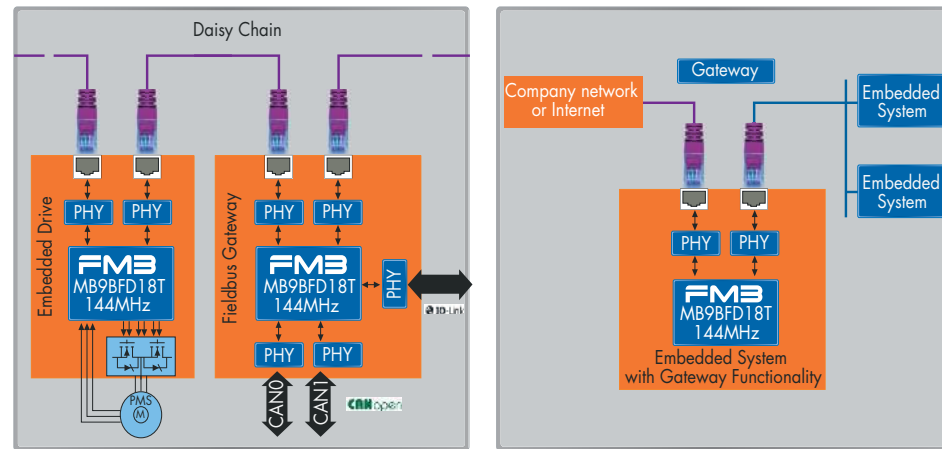 Daisy Chain
Embedded Drive
PHY
PHY
FM3
MB9BFD18T
144MHz
PMS
M
Fieldbus Gateway
PHY
PHY
FM3
MB9BFD18T
144MHz
PHY
IO-Link
PHY
PHY
CAN0
CAN1
CANopen
Gateway
Company network
or Internet
Embedded
System
Embedded
System
PHY
PHY
FM3
MB9BFD18T
144MHz
Embedded System
with Gateway Functionality